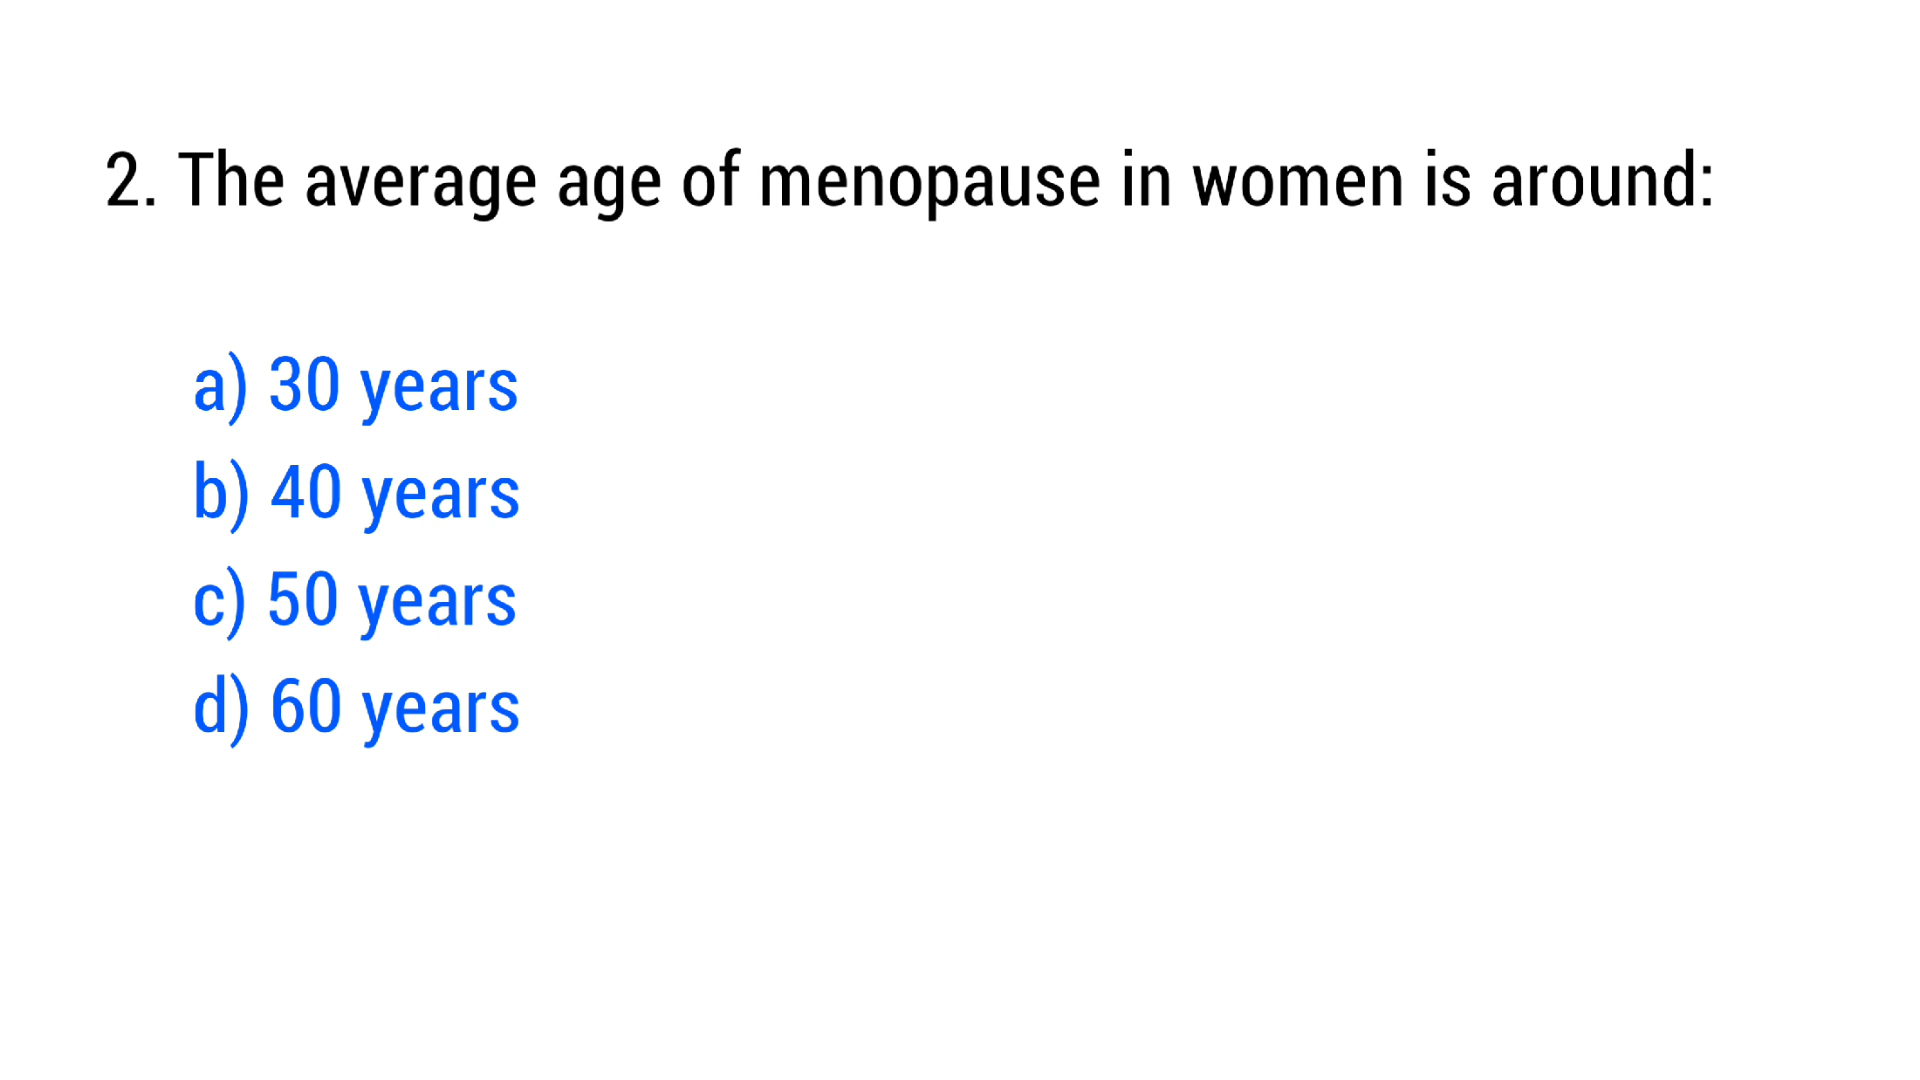 2. The average age of menopause in women is around:
a) 30 years
b) 40 years
c) 50 years
d) 60 years